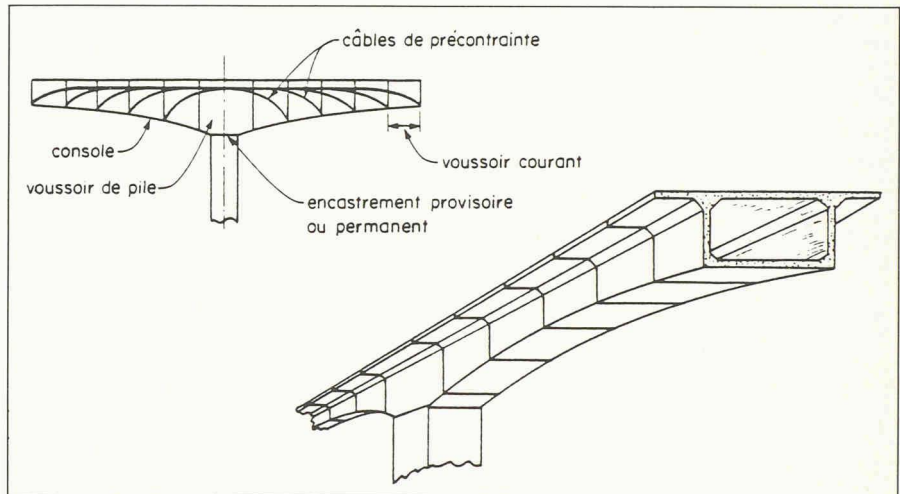 câbles de précontrainte
console
voussoir courant
voussoir de pile
encastrement provisoire
ou permanent